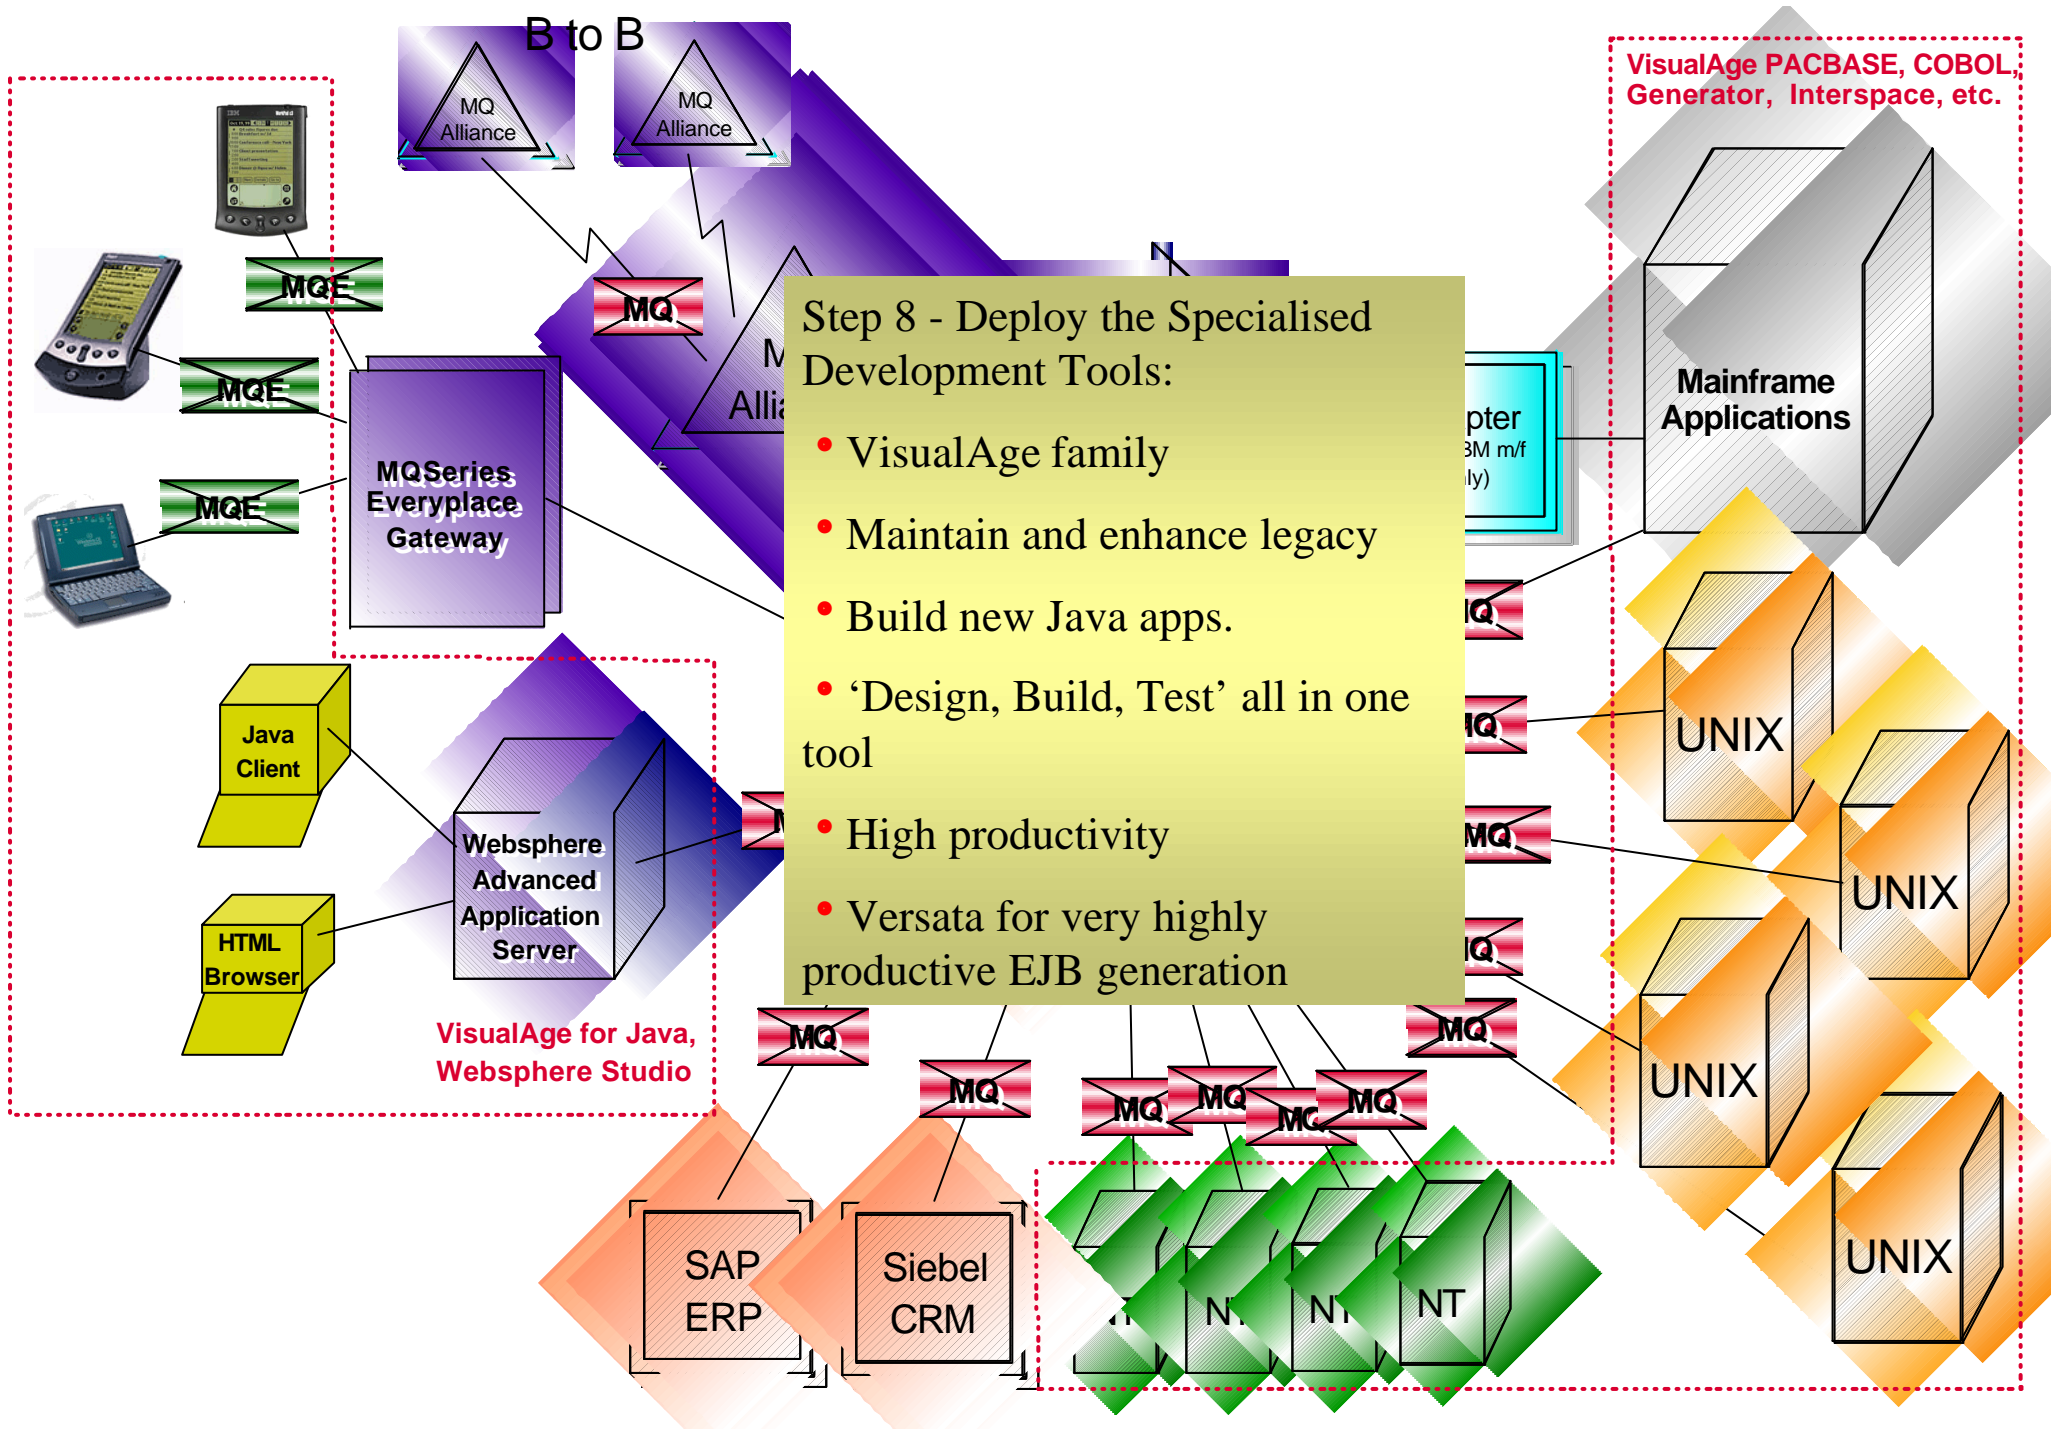 B to B
MQ
Alliance
MQ
Alliance
VisualAge PACBASE, COBOL,
Generator, Interspace, etc.
MQE
MQE
MQE
MQ
MQSeries
Everyplace
Gateway
Step 8 - Deploy the Specialised
Development Tools:
• VisualAge family
• Maintain and enhance legacy
• Build new Java apps.
• ‘Design, Build, Test’ all in one
tool
• High productivity
• Versata for very highly
productive EJB generation
Mainframe
Applications
UNIX
UNIX
UNIX
UNIX
Java
Client
HTML
Browser
Websphere
Advanced
Application
Server
VisualAge for Java,
Websphere Studio
MQ
MQ
MQ
MQ
MQ
MQ
MQ
MQ
SAP
ERP
Siebel
CRM
NT
NT
NT